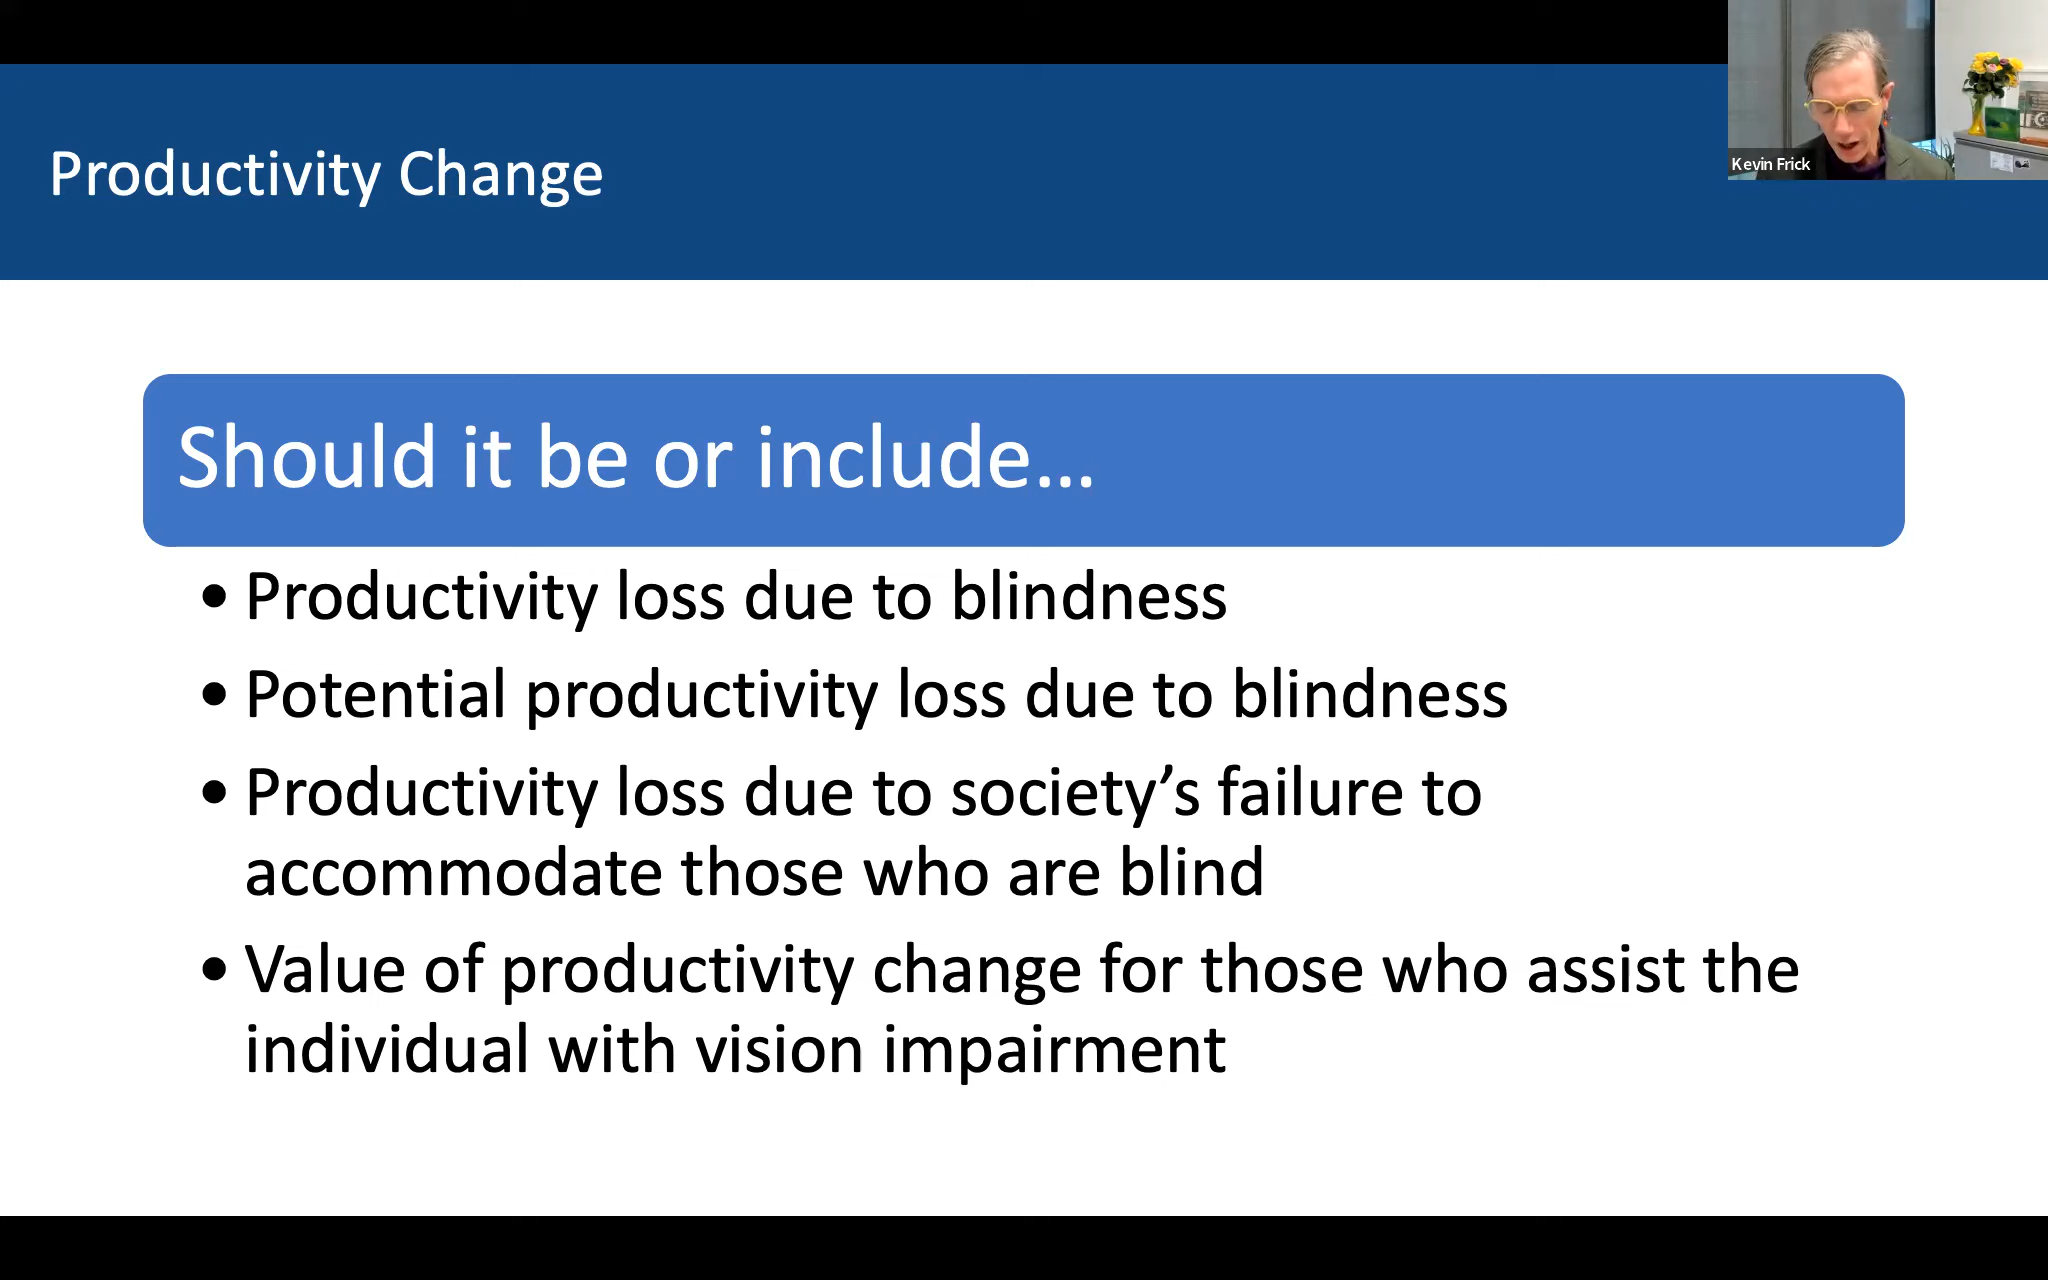 Kevin Frick
Productivity Change
Should it be or include...
• Productivity loss due to blindness
• Potential productivity loss due to blindness
• Productivity loss due to society’s failure to
accommodate those who are blind
• Value of productivity change for those who assist the
individual with vision impairment